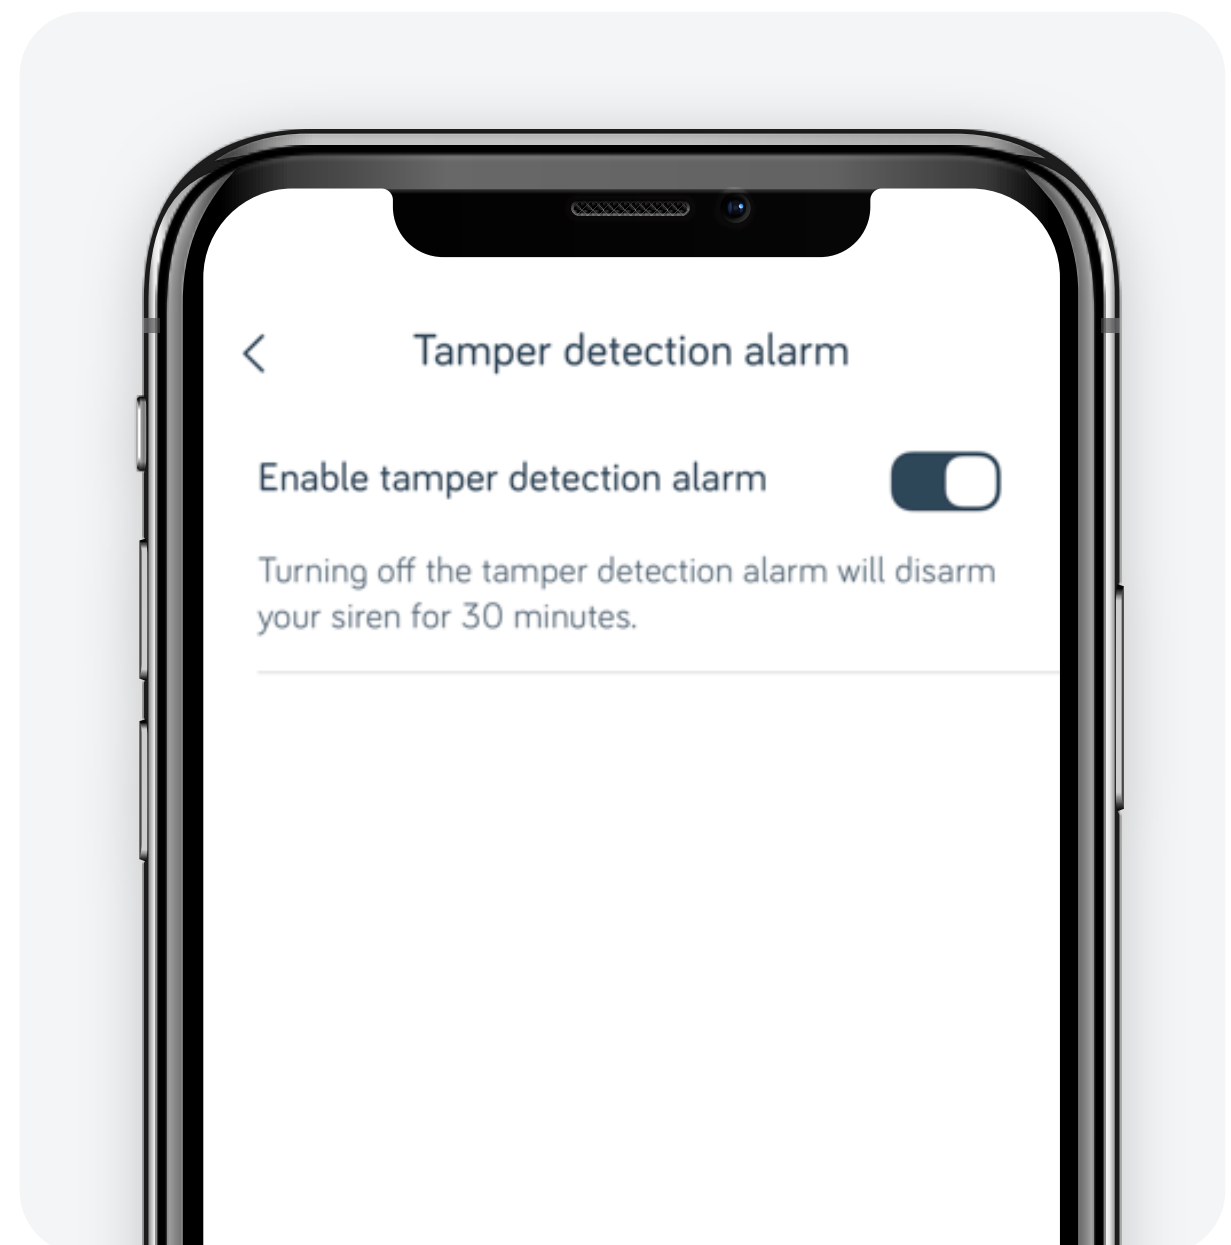 Tamper detection alarm
Enable tamper detection alarm
Turning off the tamper detection alarm will disarm
your siren for 30 minutes.